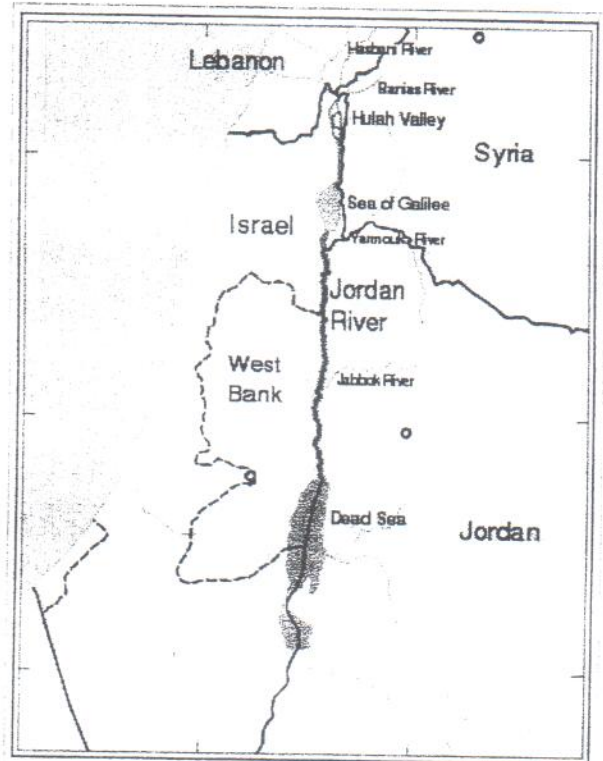 Hasbani River
Lebanon
Banias River
Hulah Valley
Syria
Sea of Galilee
Israel
Yarmouk River
Jordan
River
West
Bank
Jabbok River
Dead Sea
Jordan